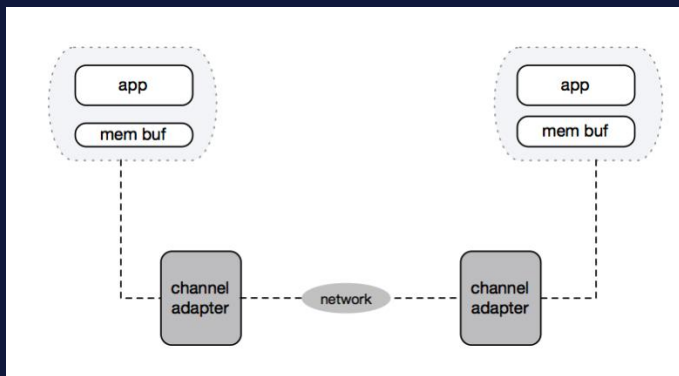 app
mem buf
app
mem buf
channel
adapter
network
channel
adapter